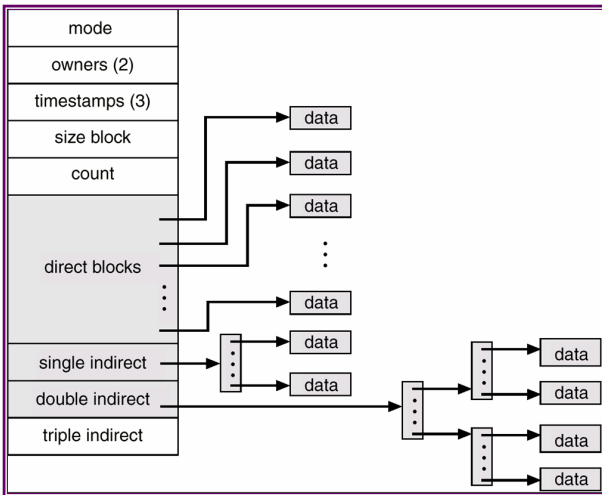 mode
owners (2)
timestamps (3)
size block
count
direct blocks
single indirect
double indirect
triple indirect
data
data
data
data
data
data
data
data
data
data